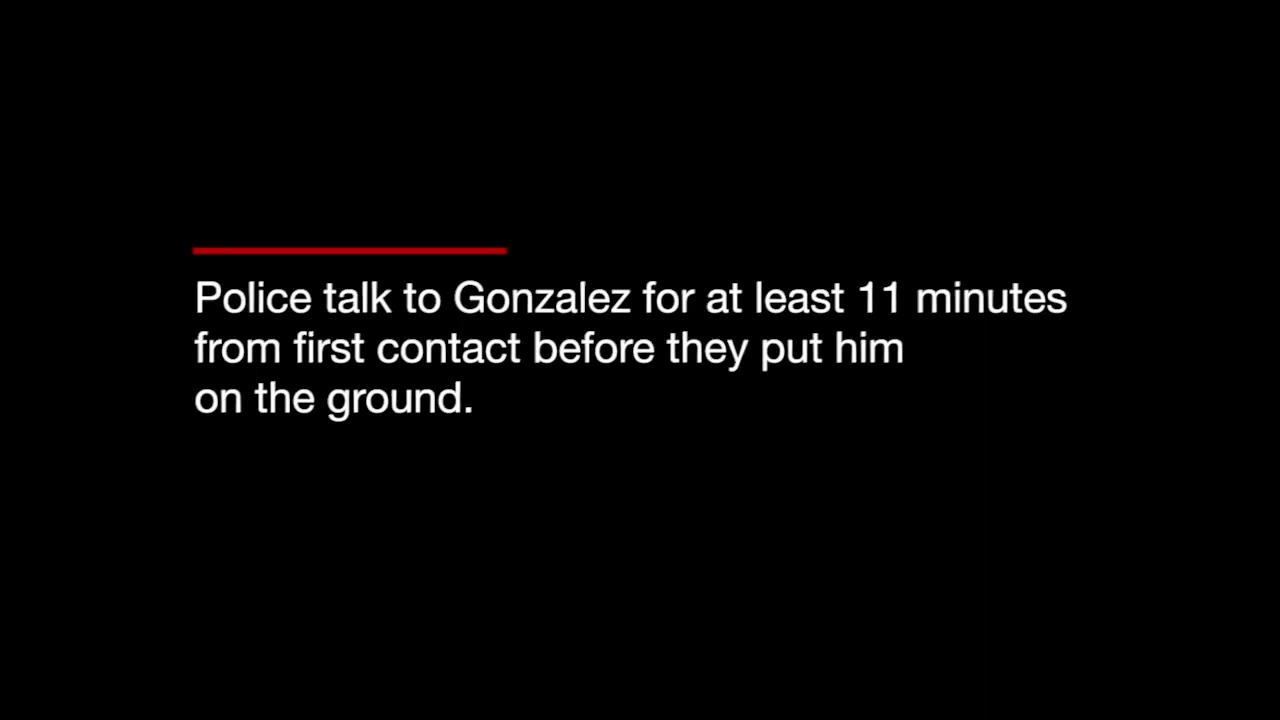 Police talk to Gonzalez for at least 11 minutes
from first contact before they put him
on the ground.